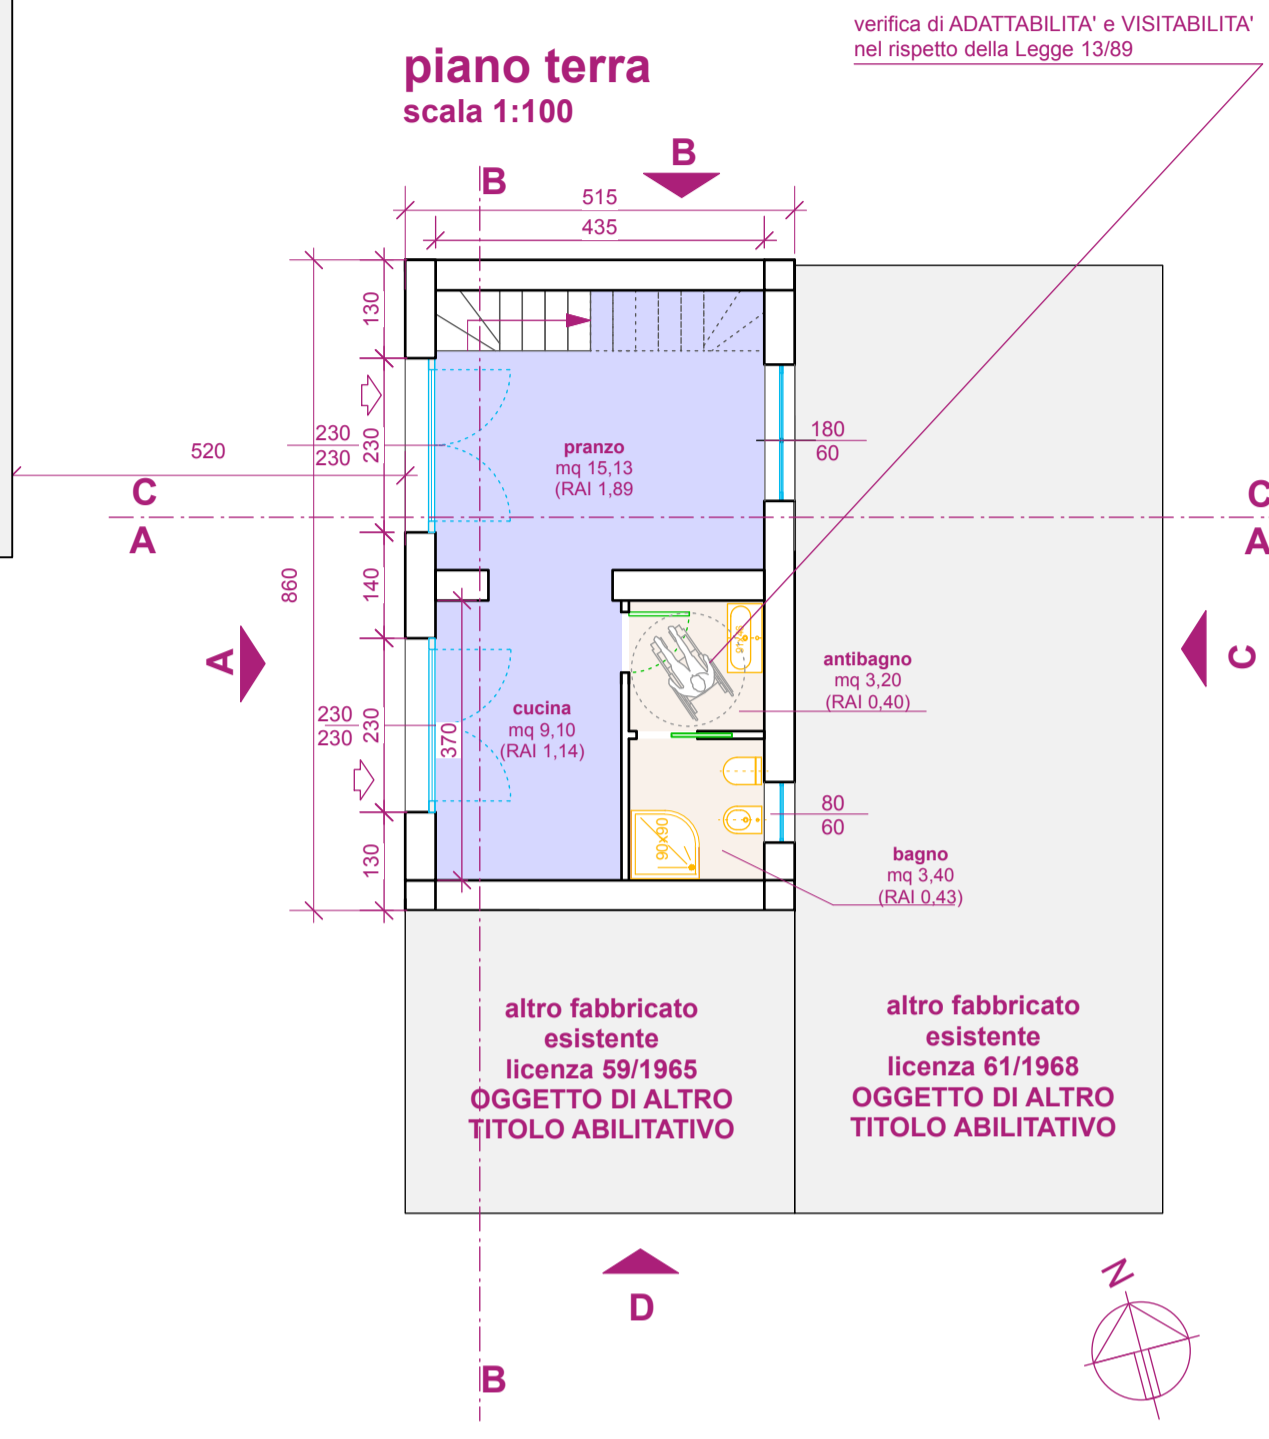 verifica di ADATTABILITA' e VISITABILITA'
nel rispetto della Legge 13/89
piano terra
scala 1:100
B
B
515
435
130
230
230
230
520
180
60
pranzo
mq 15,13
(RAI 1,89
C
A
C
A
860
140
A
C
antibagno
mq 3,20
(RAI 0,40)
cucina
mq 9,10
(RAI 1,14)
230
230
230
370
80
60
90x90
130
bagno
mq 3,40
(RAI 0,43)
altro fabbricato
esistente
licenza 59/1965
OGGETTO DI ALTRO
TITOLO ABILITATIVO
altro fabbricato
esistente
licenza 61/1968
OGGETTO DI ALTRO
TITOLO ABILITATIVO
D
N
B